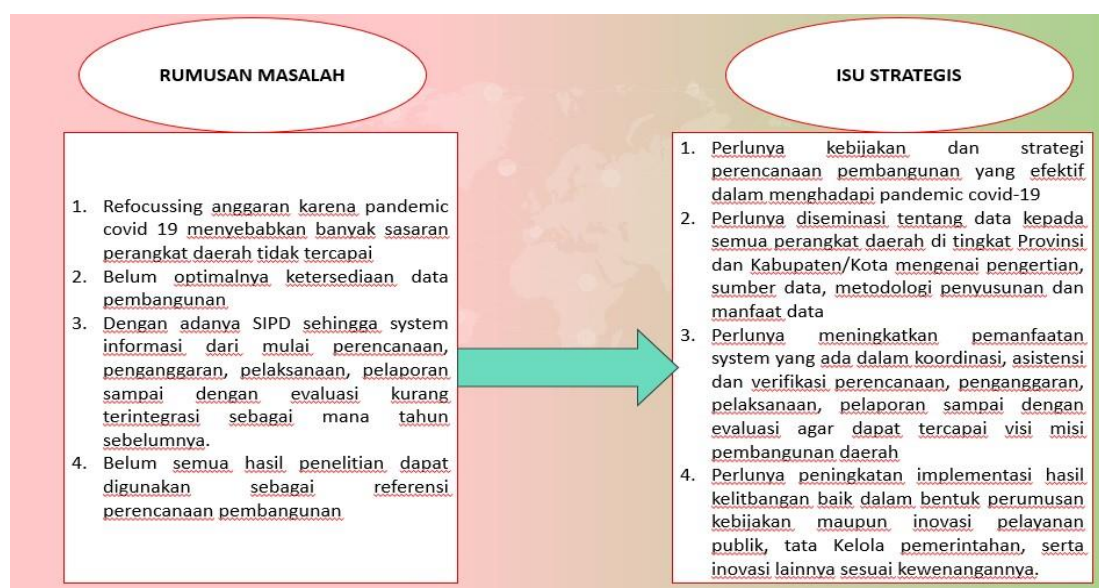 RUMUSAN MASALAH
1. Refocussing anggaran karena pandemic
covid 19 menyebabkan banyak sasaran
perangkat daerah tidak tercapai
2. Belum optimalnya ketersediaan data
pembangunan
3. Dengan adanya SIPD sehingga system
informasi dari mulai perencanaan,
penganggaran, pelaksanaan, pelaporan
sampai dengan evaluasi kurang
terintegrasi sebagai mana tahun
sebelumnya.
4. Belum semua hasil penelitian dapat
digunakan sebagai referensi
perencanaan pembangunan
ISU STRATEGIS
1. Perlunya kebijakan dan strategi
perencanaan pembangunan yang efektif
dalam menghadapi pandemic covid-19
2. Perlunya diseminasi tentang data kepada
semua perangkat daerah di tingkat Provinsi
dan Kabupaten/Kota mengenai pengertian,
sumber data, metodologi penyusunan dan
manfaat data
3. Perlunya meningkatkan pemanfaatan
system yang ada dalam koordinasi, asistensi
dan verifikasi perencanaan, penganggaran,
pelaksanaan, pelaporan sampai dengan
evaluasi agar dapat tercapai visi misi
pembangunan daerah
4. Perlunya peningkatan implementasi hasil
kelitbangan baik dalam bentuk perumusan
kebijakan maupun inovasi pelayanan
publik, tata Kelola pemerintahan, serta
inovasi lainnya sesuai kewenangannya.